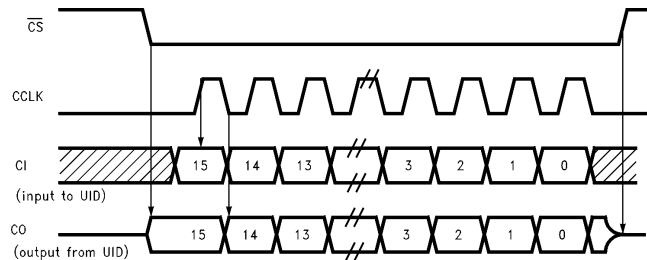 CS
CCLK
CI 15 14 13 3 2 1 0
(input to UID)
CO 15 14 13 3 2 1 0
(output from UID)